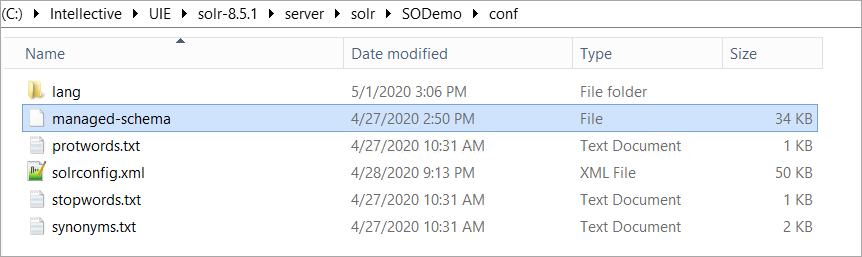 (C:) Intellective UIE solr-8.5.1 server solr SODemo conf
Name Date modified Type Size
lang 5/1/2020 3:06 PM File folder
managed-schema 4/27/2020 2:50 PM File 34 KB
protwords.txt 4/27/2020 10:31 AM Text Document 1 KB
solrconfig.xml 4/28/2020 9:13 PM XML File 50 KB
stopwords.txt 4/27/2020 10:31 AM Text Document 1 KB
synonyms.txt 4/27/2020 10:31 AM Text Document 2 KB